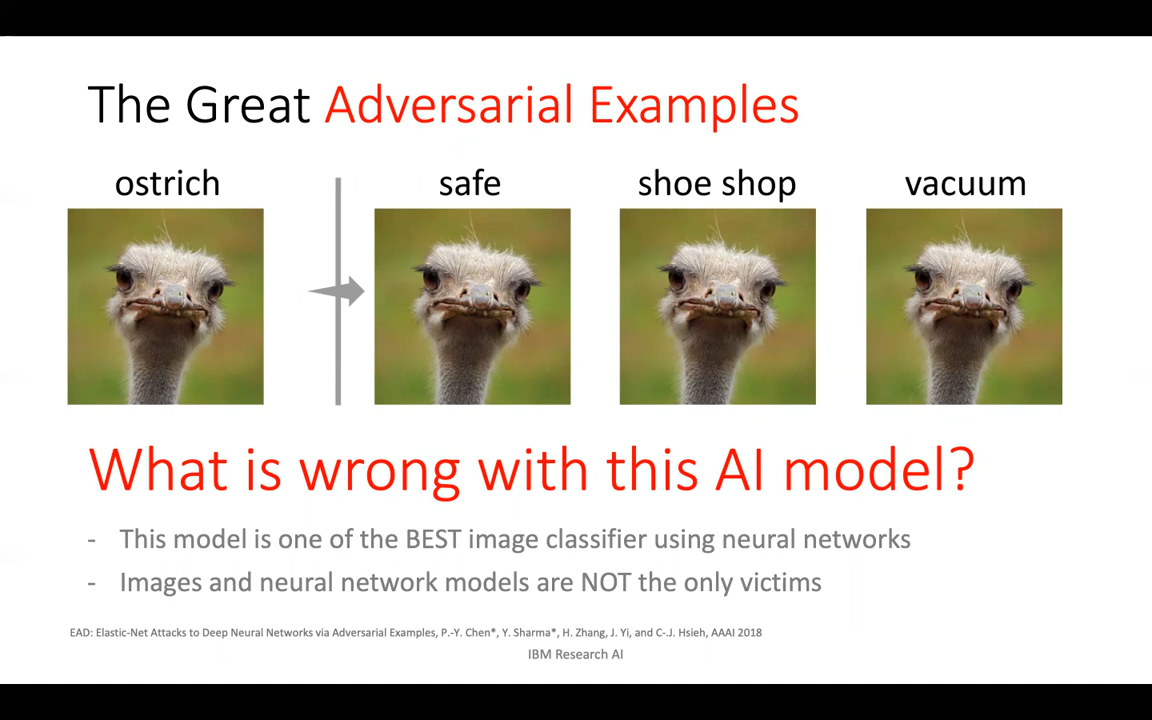 The Great Adversarial Examples
ostrich
safe
shoe shop
vacuum
What is wrong with this AI model?
- This model is one of the BEST image classifier using neural networks
- Images and neural network models are NOT the only victims
EAD: Elastic-Net Attacks to Deep Neural Networks via Adversarial Examples, P.-Y. Chen*, Y. Sharma*, H. Zhang, J. Yi, and C-.J. Hsieh, AAAI 2018
IBM Research AI